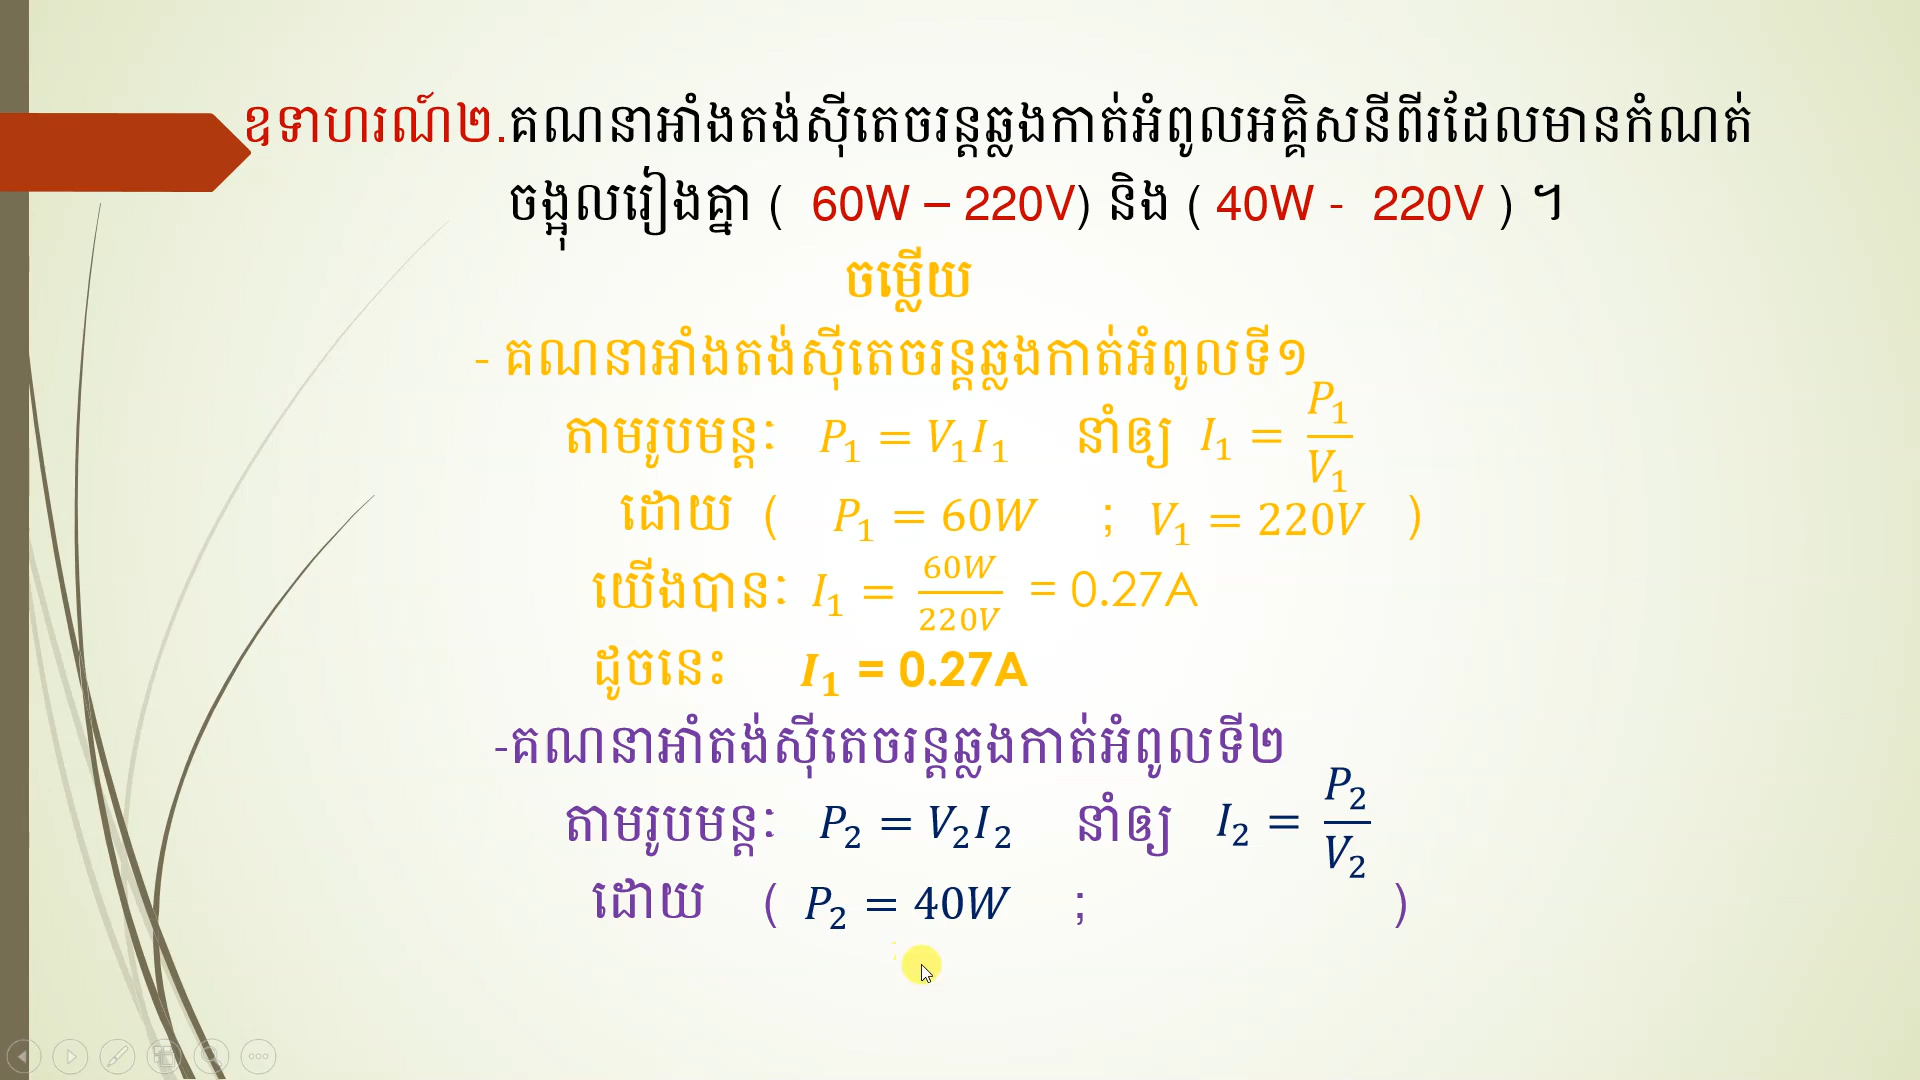 ឧទាហរណ៍២.គណនាអាំងតង់ស៊ីតេចរន្តឆ្លងកាត់អំពូលអគ្គិសនីពីរដែលមានកំណត់
ចង្អុលរៀងគ្នា ( 60W – 220V) និង ( 40W - 220V ) ។
ចម្លើយ
- គណនាអាំងតង់ស៊ីតេចរន្តឆ្លងកាត់អំពូលទី១
តាមរូបមន្តៈ P₁ = V₁I₁ នាំឲ្យ I₁ = P₁/V₁
ដោយ ( P₁ = 60W ; V₁ = 220V )
យើងបានៈ I₁ = 60W/220V = 0.27A
ដូចនេះ I₁ = 0.27A
-គណនាអាំតង់ស៊ីតេចរន្តឆ្លងកាត់អំពូលទី២
តាមរូបមន្តៈ P₂ = V₂I₂ នាំឲ្យ I₂ = P₂/V₂
ដោយ ( P₂ = 40W ; )